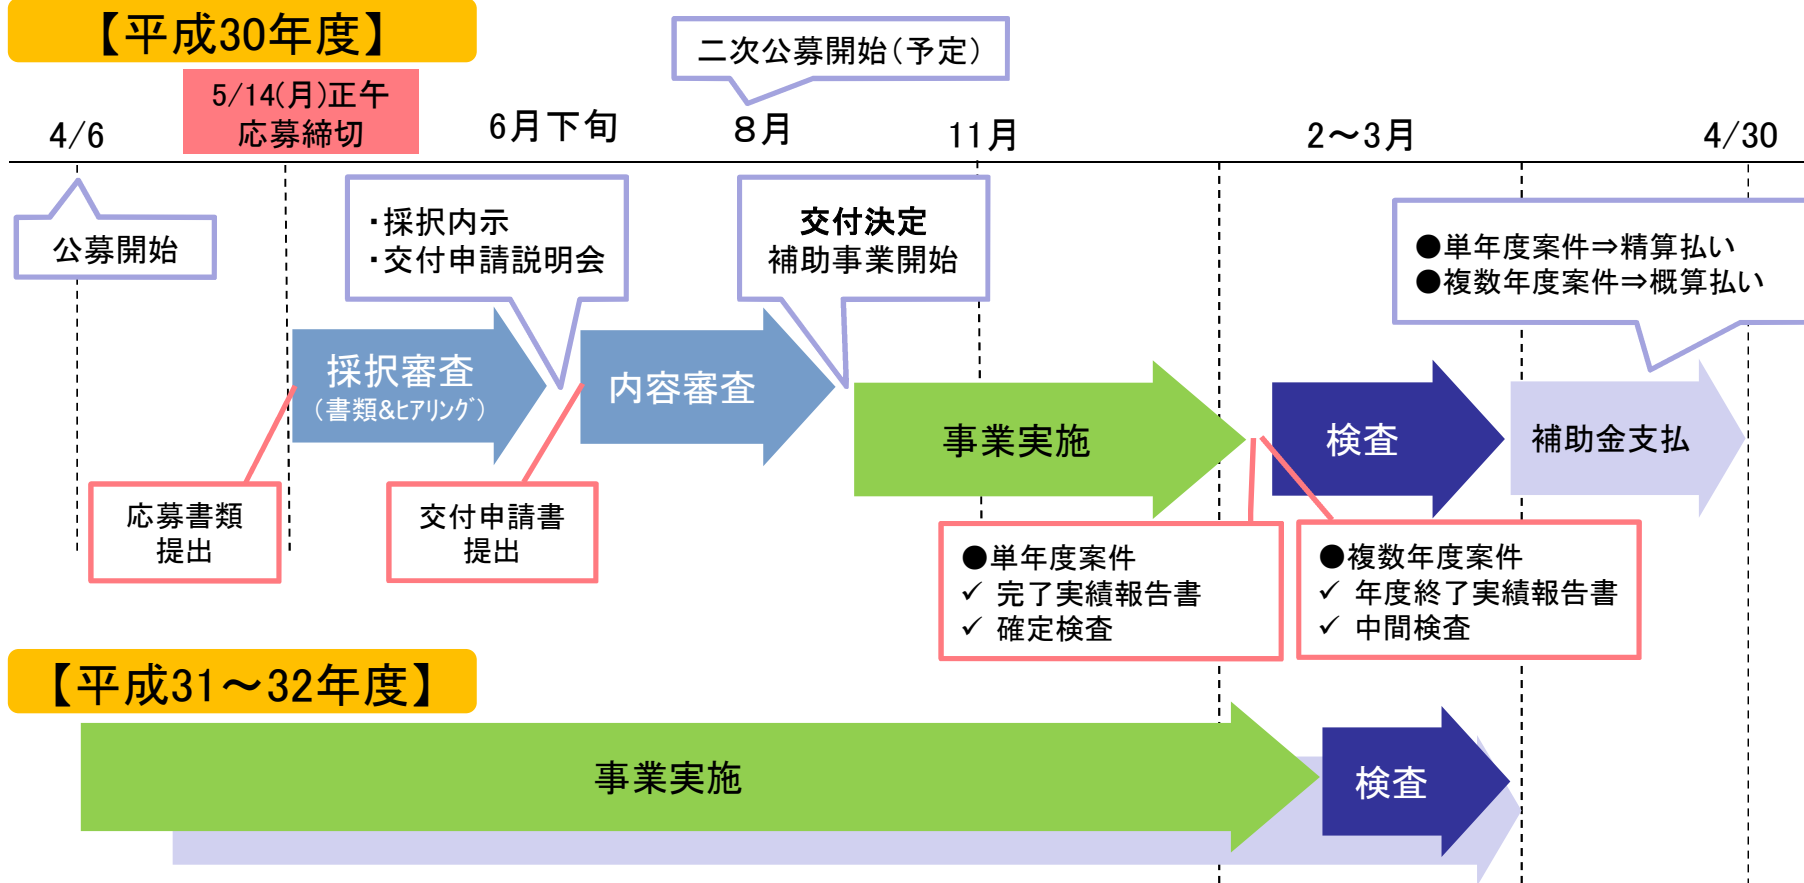 【平成30年度】
二次公募開始(予定)
5/14(月)正午
応募締切
4/6
6月下旬
8月
11月
2～3月
4/30
公募開始
・採択内示
・交付申請説明会
交付決定
補助事業開始
●単年度案件⇒精算払い
●複数年度案件⇒概算払い
採択審査
(書類&ﾋｱﾘﾝｸﾞ)
内容審査
事業実施
検査
補助金支払
応募書類
提出
交付申請書
提出
●単年度案件
✓ 完了実績報告書
✓ 確定検査
●複数年度案件
✓ 年度終了実績報告書
✓ 中間検査
【平成31～32年度】
事業実施
検査